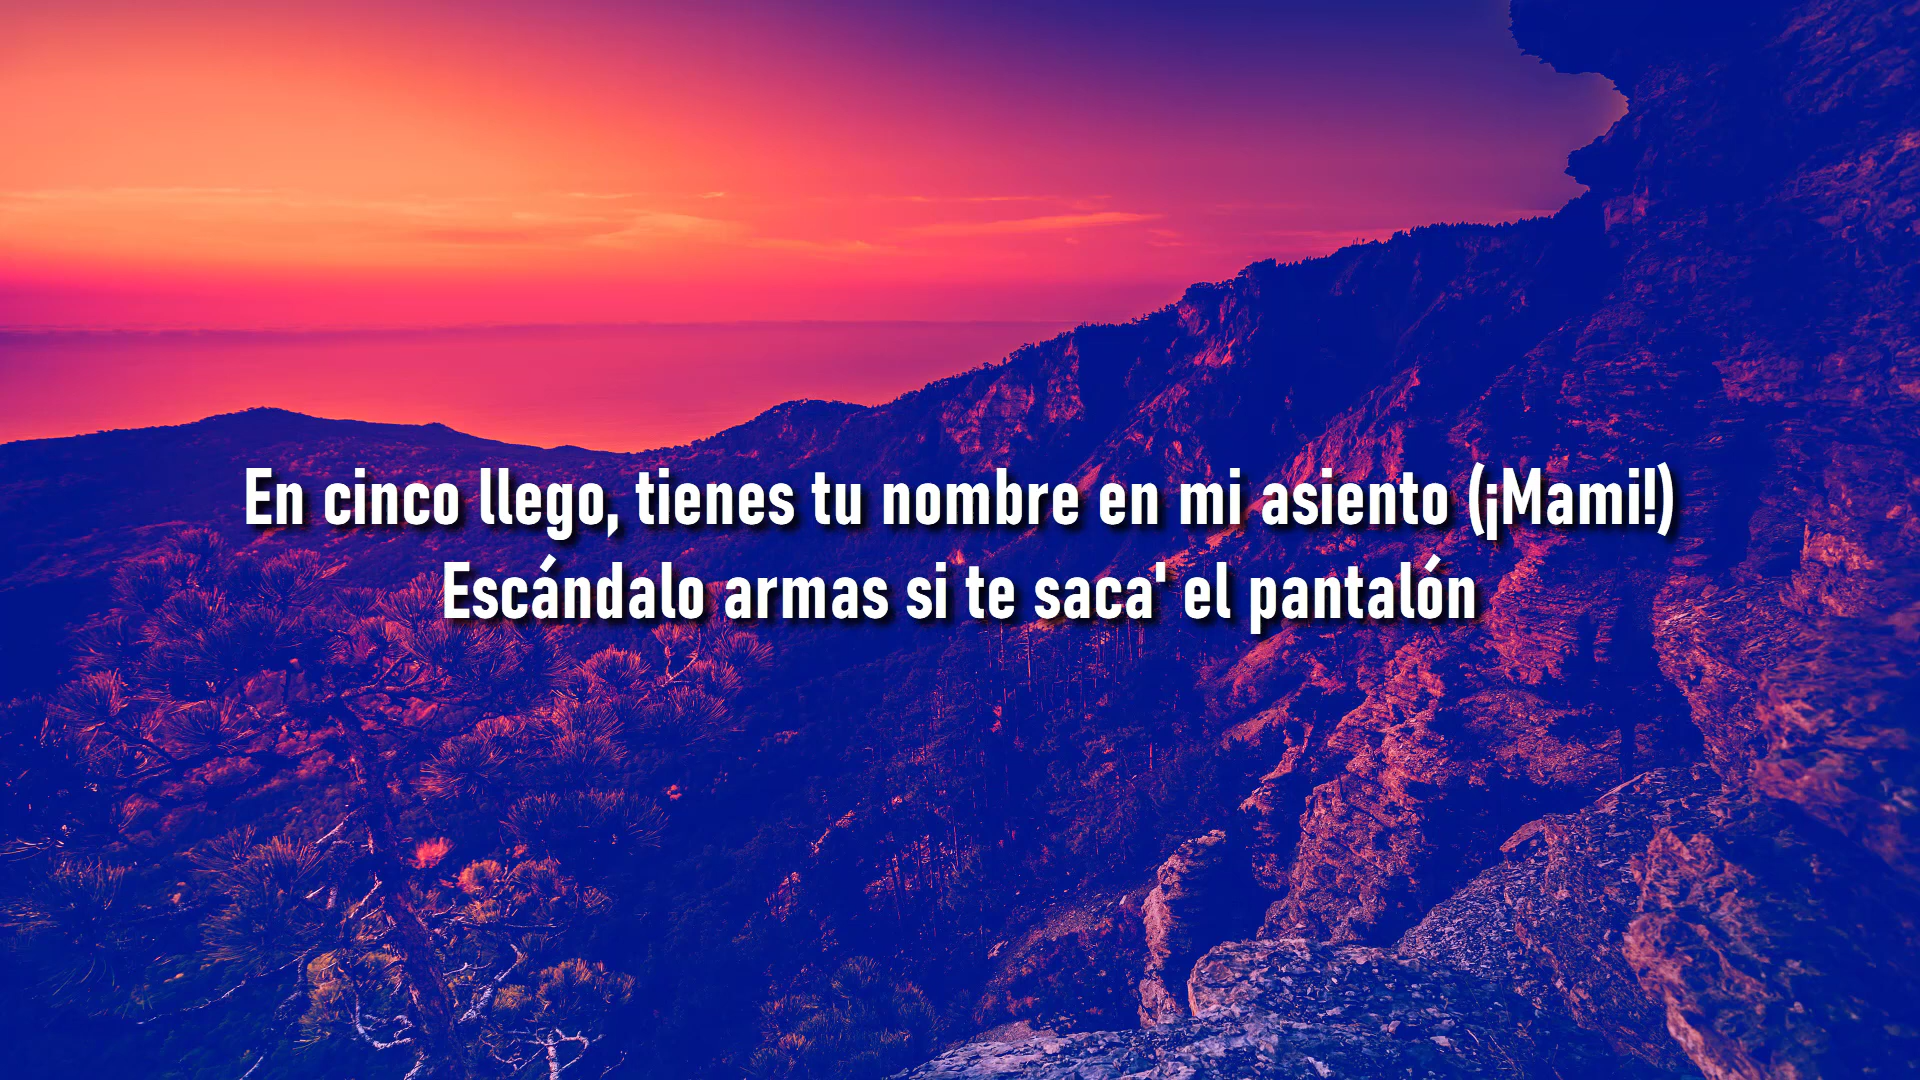 En cinco llego, tienes tu nombre en mi asiento (¡Mami!)
Escándalo armas si te saca' el pantalón